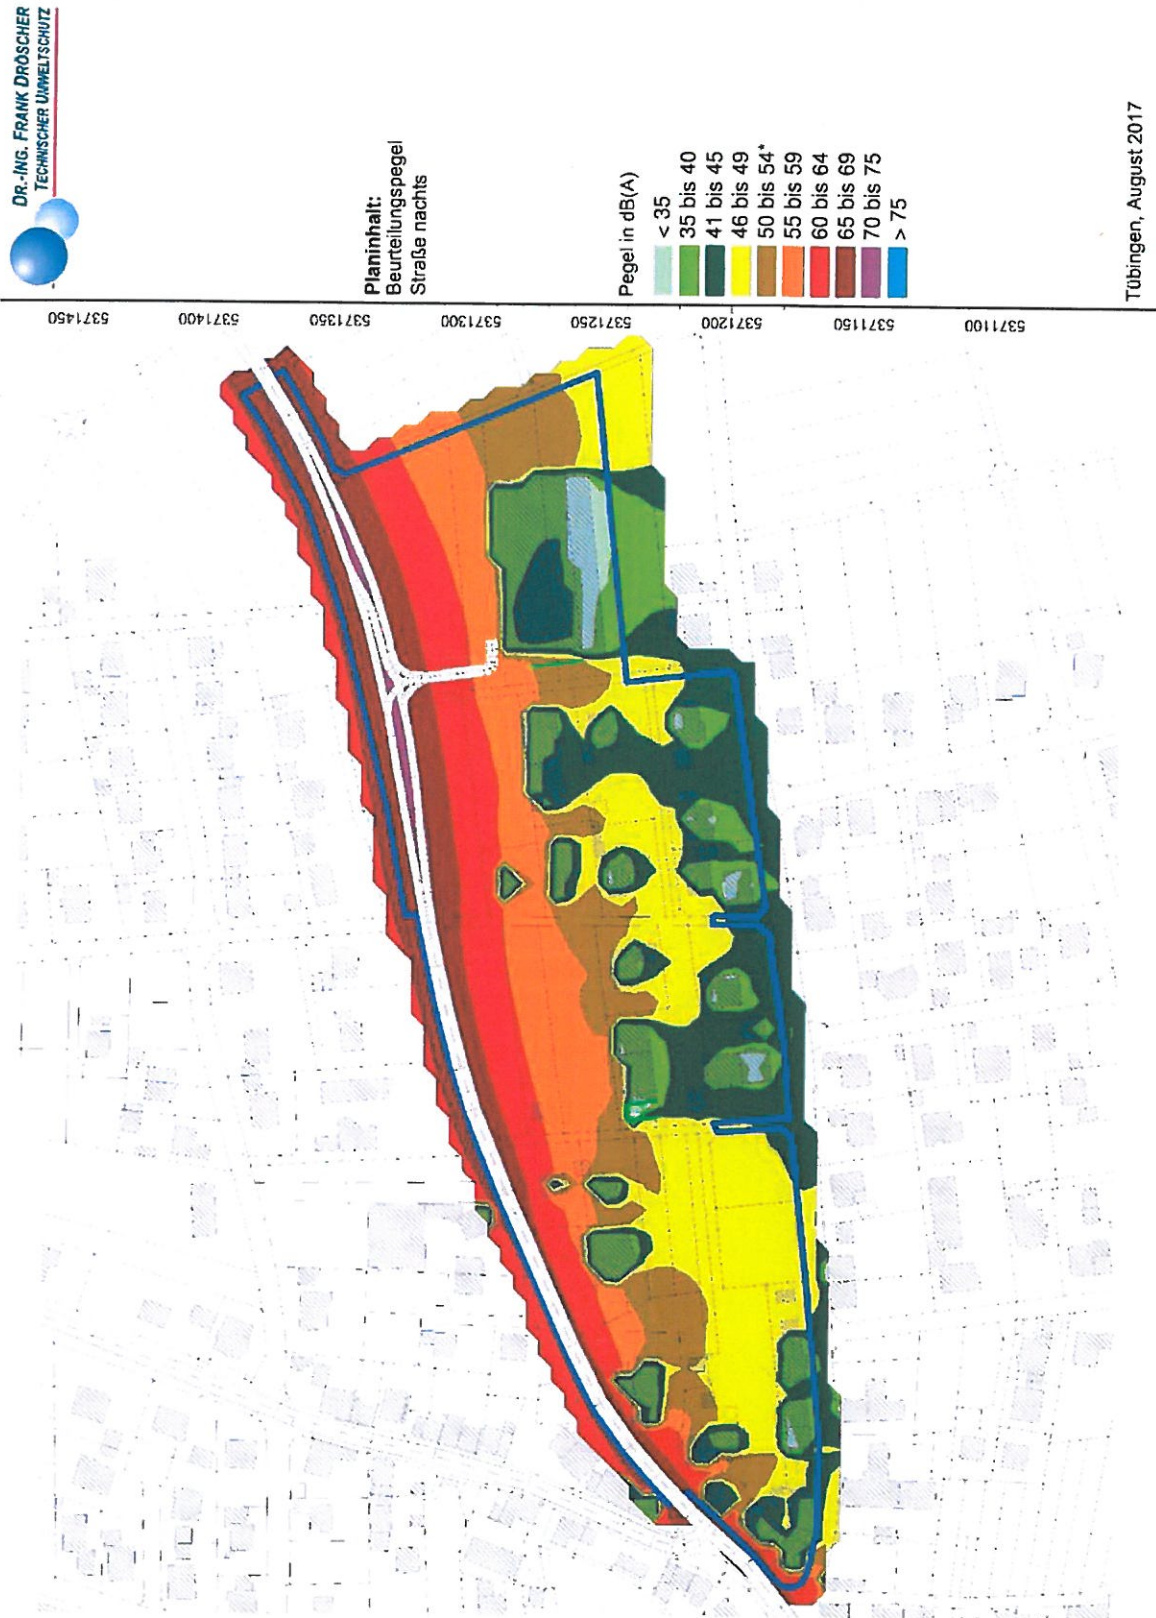 DR.-ING. FRANK DRÖSCHER
TECHNISCHER UMWELTSCHUTZ
Planinhalt:
Beurteilungspegel
Straße nachts
Pegel in dB(A)
< 35
35 bis 40
41 bis 45
46 bis 49
50 bis 54*
55 bis 59
60 bis 64
65 bis 69
70 bis 75
> 75
Tübingen, August 2017
5371450
5371400
5371350
5371300
5371250
5371200
5371150
5371100